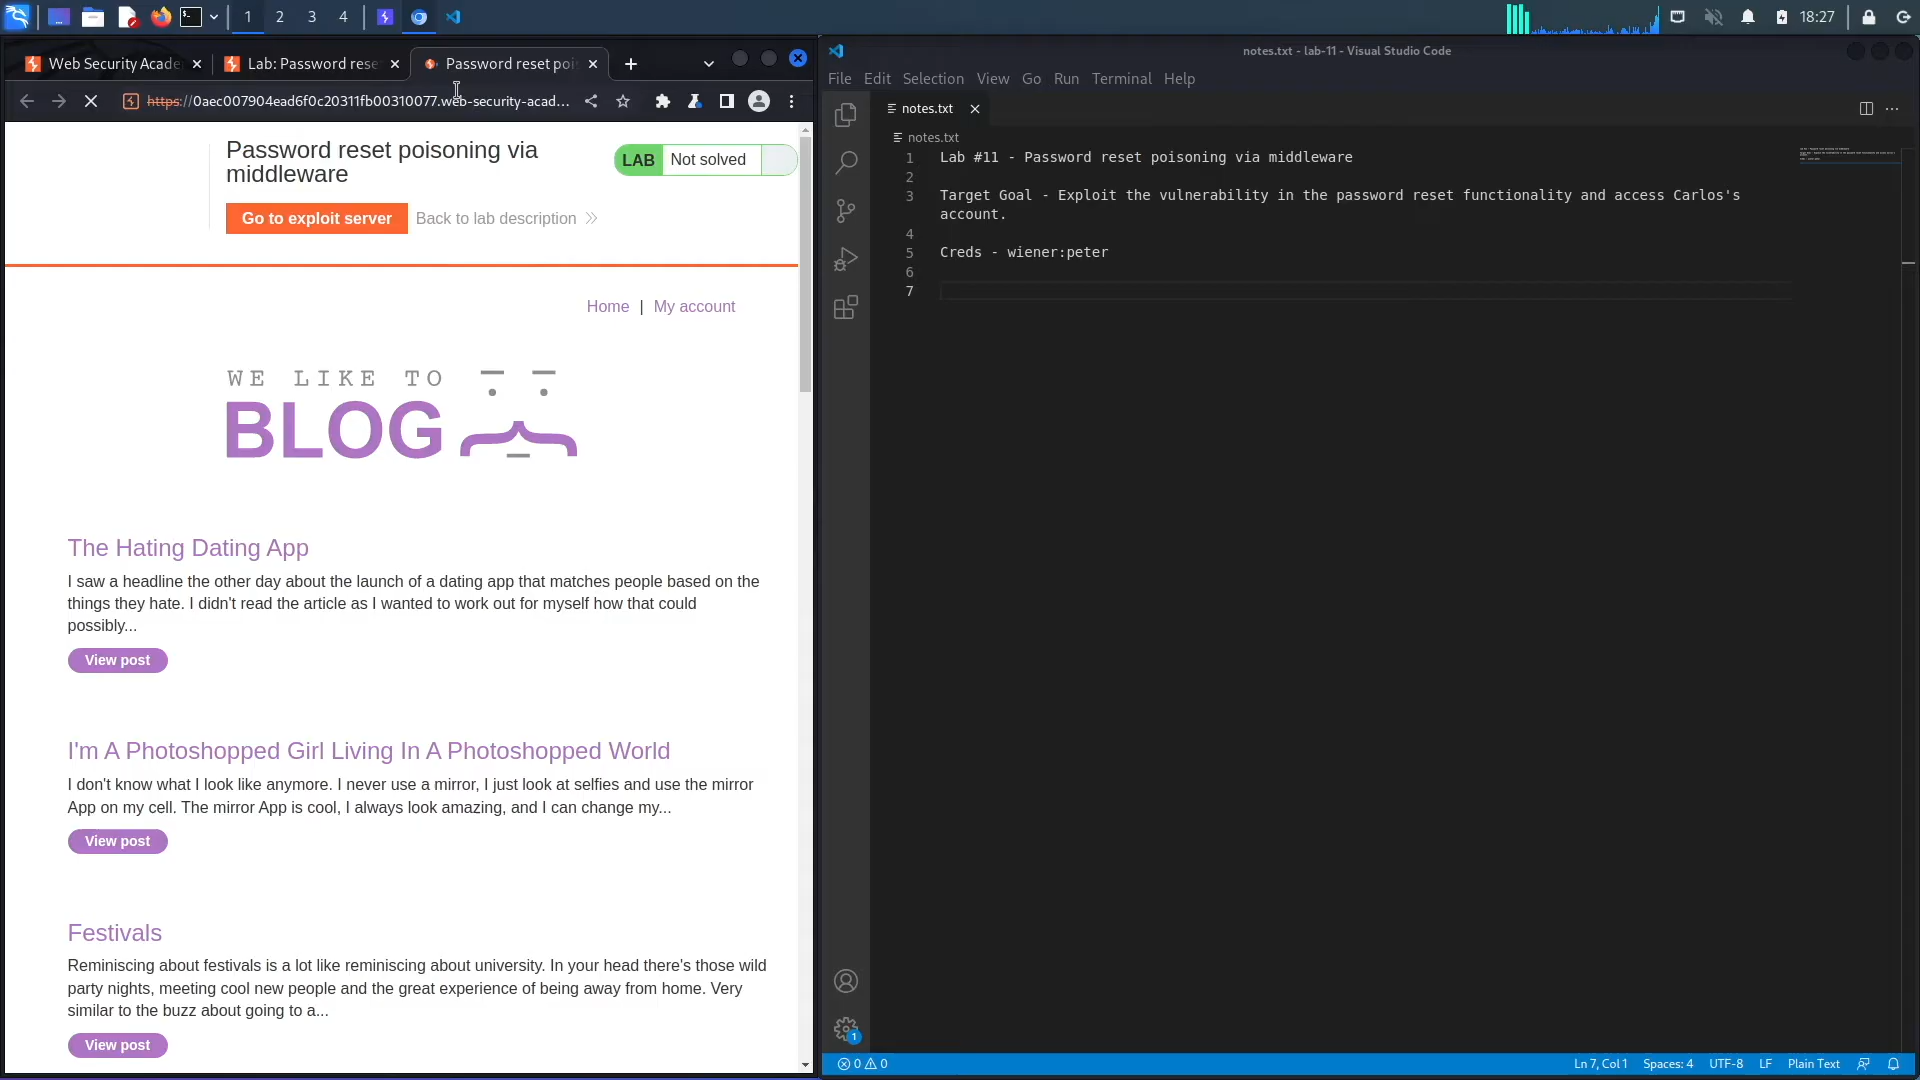 1
2
3
4
18:27
Web Security Acade
Lab: Password rese
Password reset poi
https://0aec007904ead6f0c20311fb00310077.web-security-acad...
Password reset poisoning via
middleware
LAB Not solved
Go to exploit server
Back to lab description
Home | My account
WE LIKE TO
BLOG
The Hating Dating App
I saw a headline the other day about the launch of a dating app that matches people based on the
things they hate. I didn't read the article as I wanted to work out for myself how that could
possibly...
View post
I'm A Photoshopped Girl Living In A Photoshopped World
I don't know what I look like anymore. I never use a mirror, I just look at selfies and use the mirror
App on my cell. The mirror App is cool, I always look amazing, and I can change my...
View post
Festivals
Reminiscing about festivals is a lot like reminiscing about university. In your head there's those wild
party nights, meeting cool new people and the great experience of being away from home. Very
similar to the buzz about going to a...
View post
notes.txt - lab-11 - Visual Studio Code
File Edit Selection View Go Run Terminal Help
notes.txt
notes.txt
1 Lab #11 - Password reset poisoning via middleware
2
3 Target Goal - Exploit the vulnerability in the password reset functionality and access Carlos's
account.
4
5 Creds - wiener:peter
6
7
1
0 0
Ln 7, Col 1 Spaces: 4 UTF-8 LF Plain Text